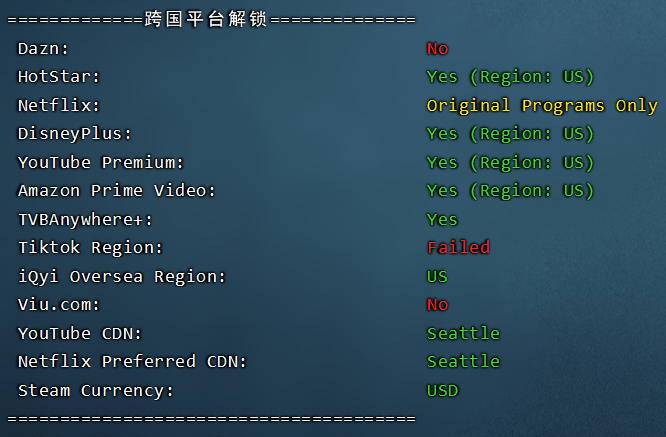 =============跨国平台解锁==============
Dazn: No
HotStar: Yes (Region: US)
Netflix: Original Programs Only
DisneyPlus: Yes (Region: US)
YouTube Premium: Yes (Region: US)
Amazon Prime Video: Yes (Region: US)
TVBAnywhere+: Yes
Tiktok Region: Failed
iQyi Oversea Region: US
Viu.com: No
YouTube CDN: Seattle
Netflix Preferred CDN: Seattle
Steam Currency: USD
=======================================